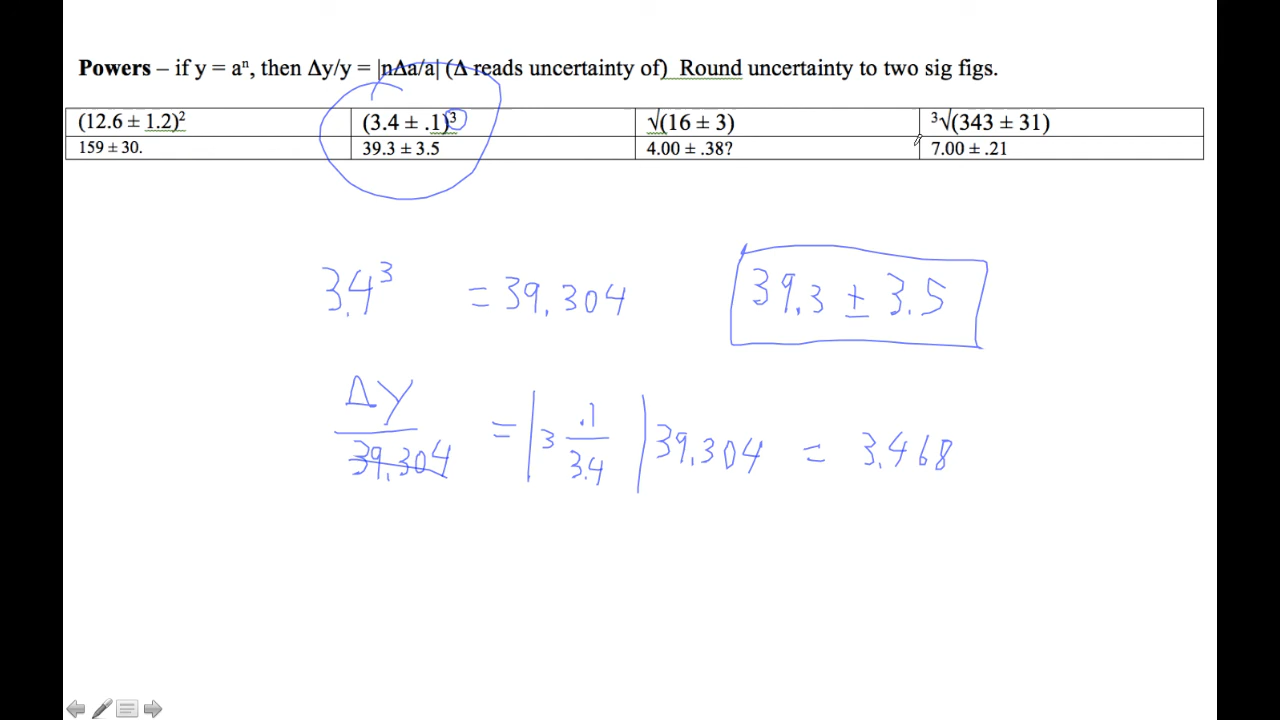 Powers – if y = aⁿ, then Δy/y = |nΔa/a| (Δ reads uncertainty of) Round uncertainty to two sig figs.
(12.6 ± 1.2)² (3.4 ± .1)³ √(16 ± 3) ³√(343 ± 31)
159 ± 30. 39.3 ± 3.5 4.00 ± .38? 7.00 ± .21
3.4³ = 39.304 39.3 ± 3.5
Δy/39.304 = |3 .1/3.4| 39.304 = 3.468